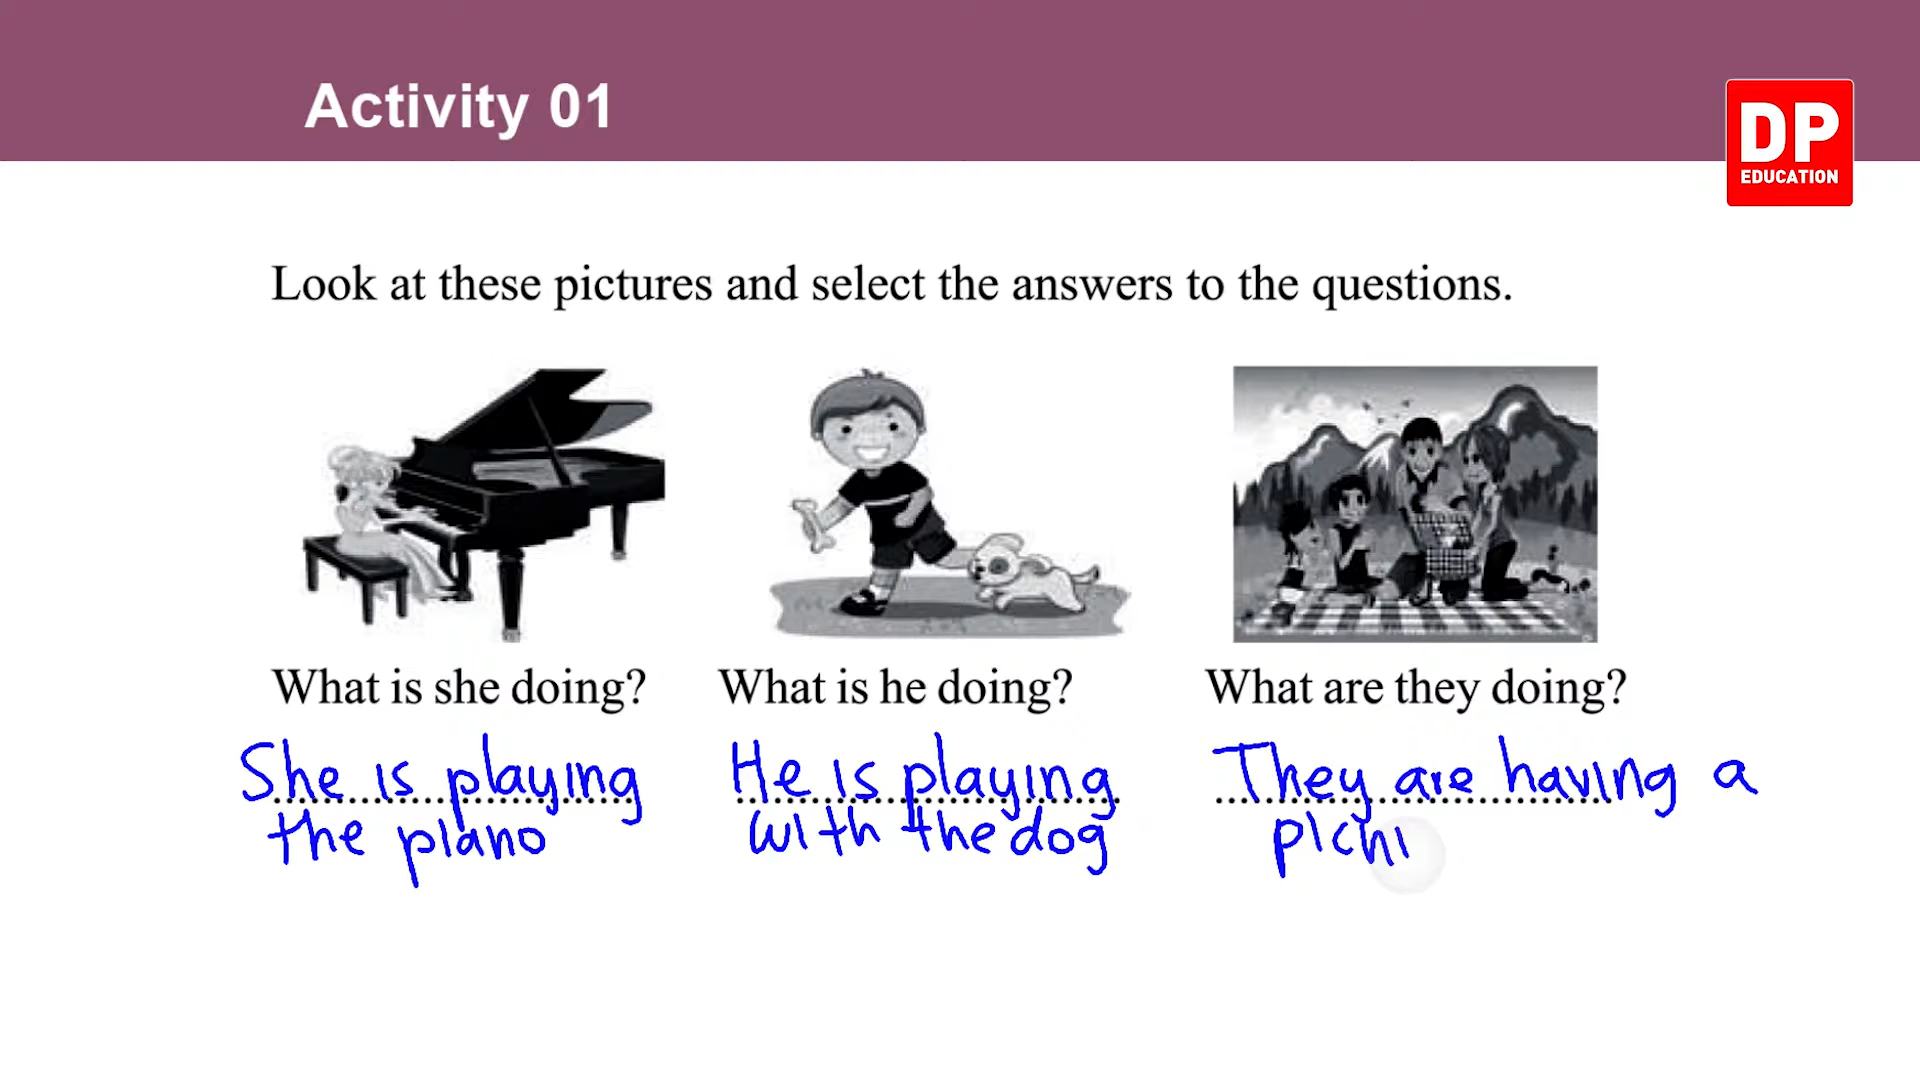 Activity 01
DP
EDUCATION
Look at these pictures and select the answers to the questions.
What is she doing?
She is playing
the piano
What is he doing?
He is playing
with the dog
What are they doing?
They are having a
picni